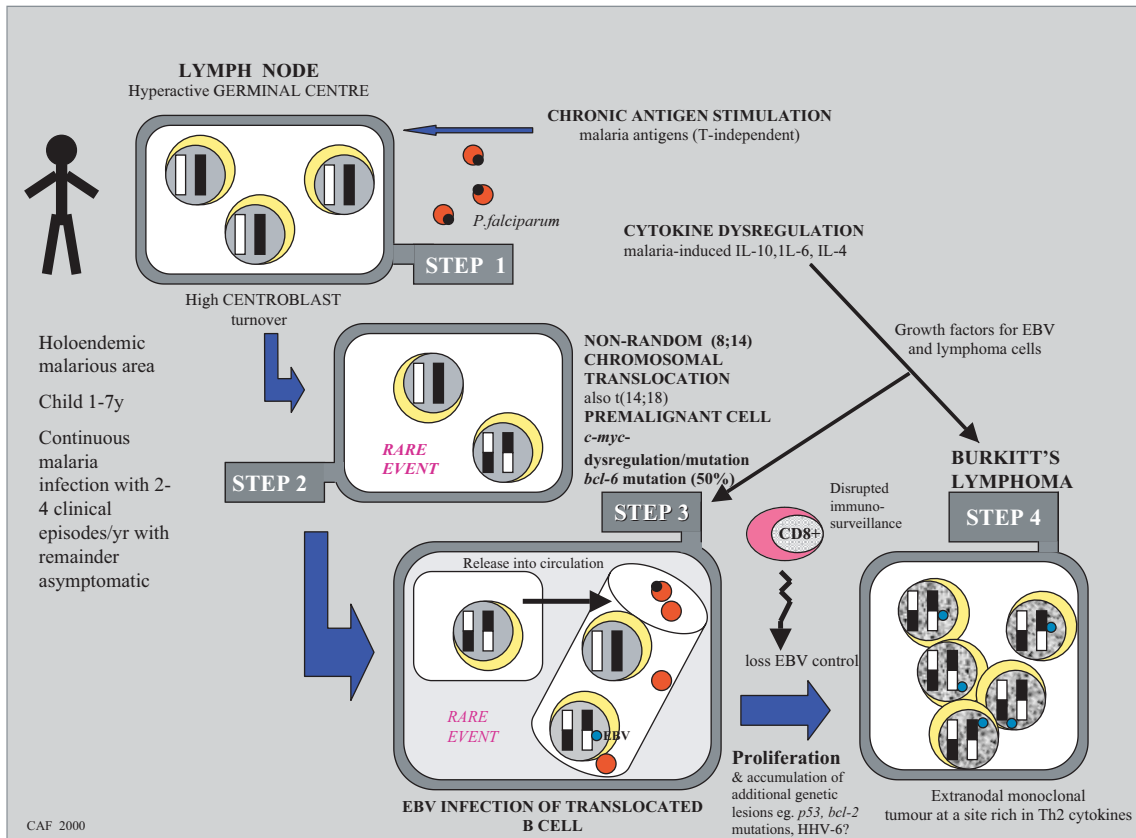 LYMPH NODE
Hyperactive GERMINAL CENTRE
CHRONIC ANTIGEN STIMULATION
malaria antigens (T-independent)
P.falciparum
STEP 1
CYTOKINE DYSREGULATION
malaria-induced IL-10,1L-6, IL-4
High CENTROBLAST
turnover
Growth factors for EBV
and lymphoma cells
Holoendemic
malarious area
Child 1-7y
Continuous
malaria
infection with 2-
4 clinical
episodes/yr with
remainder
asymptomatic
RARE
EVENT
STEP 2
NON-RANDOM (8;14)
CHROMOSOMAL
TRANSLOCATION
also t(14;18)
PREMALIGNANT CELL
c-myc-
dysregulation/mutation
bcl-6 mutation (50%)
STEP 3
Release into circulation
RARE
EVENT
EBV
EBV INFECTION OF TRANSLOCATED
B CELL
Disrupted
immuno-
surveillance
CD8+
loss EBV control
Proliferation
& accumulation of
additional genetic
lesions eg. p53, bcl-2
mutations, HHV-6?
BURKITT'S
LYMPHOMA
STEP 4
Extranodal monoclonal
tumour at a site rich in Th2 cytokines
CAF 2000